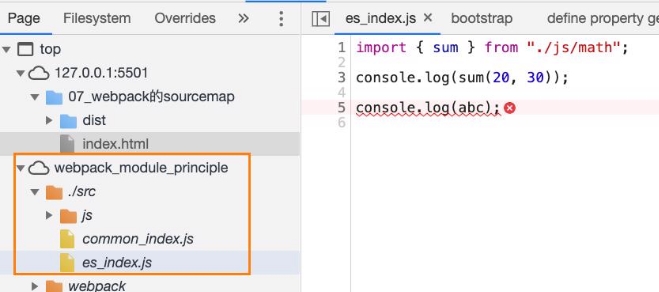 Page Filesystem Overrides »
top
127.0.0.1:5501
07_webpack的sourcemap
dist
index.html
webpack_module_principle
./src
js
common_index.js
es_index.js
webpack
es_index.js × bootstrap define property ge
1 import { sum } from "./js/math";
2
3 console.log(sum(20, 30));
4
5 console.log(abc);
6